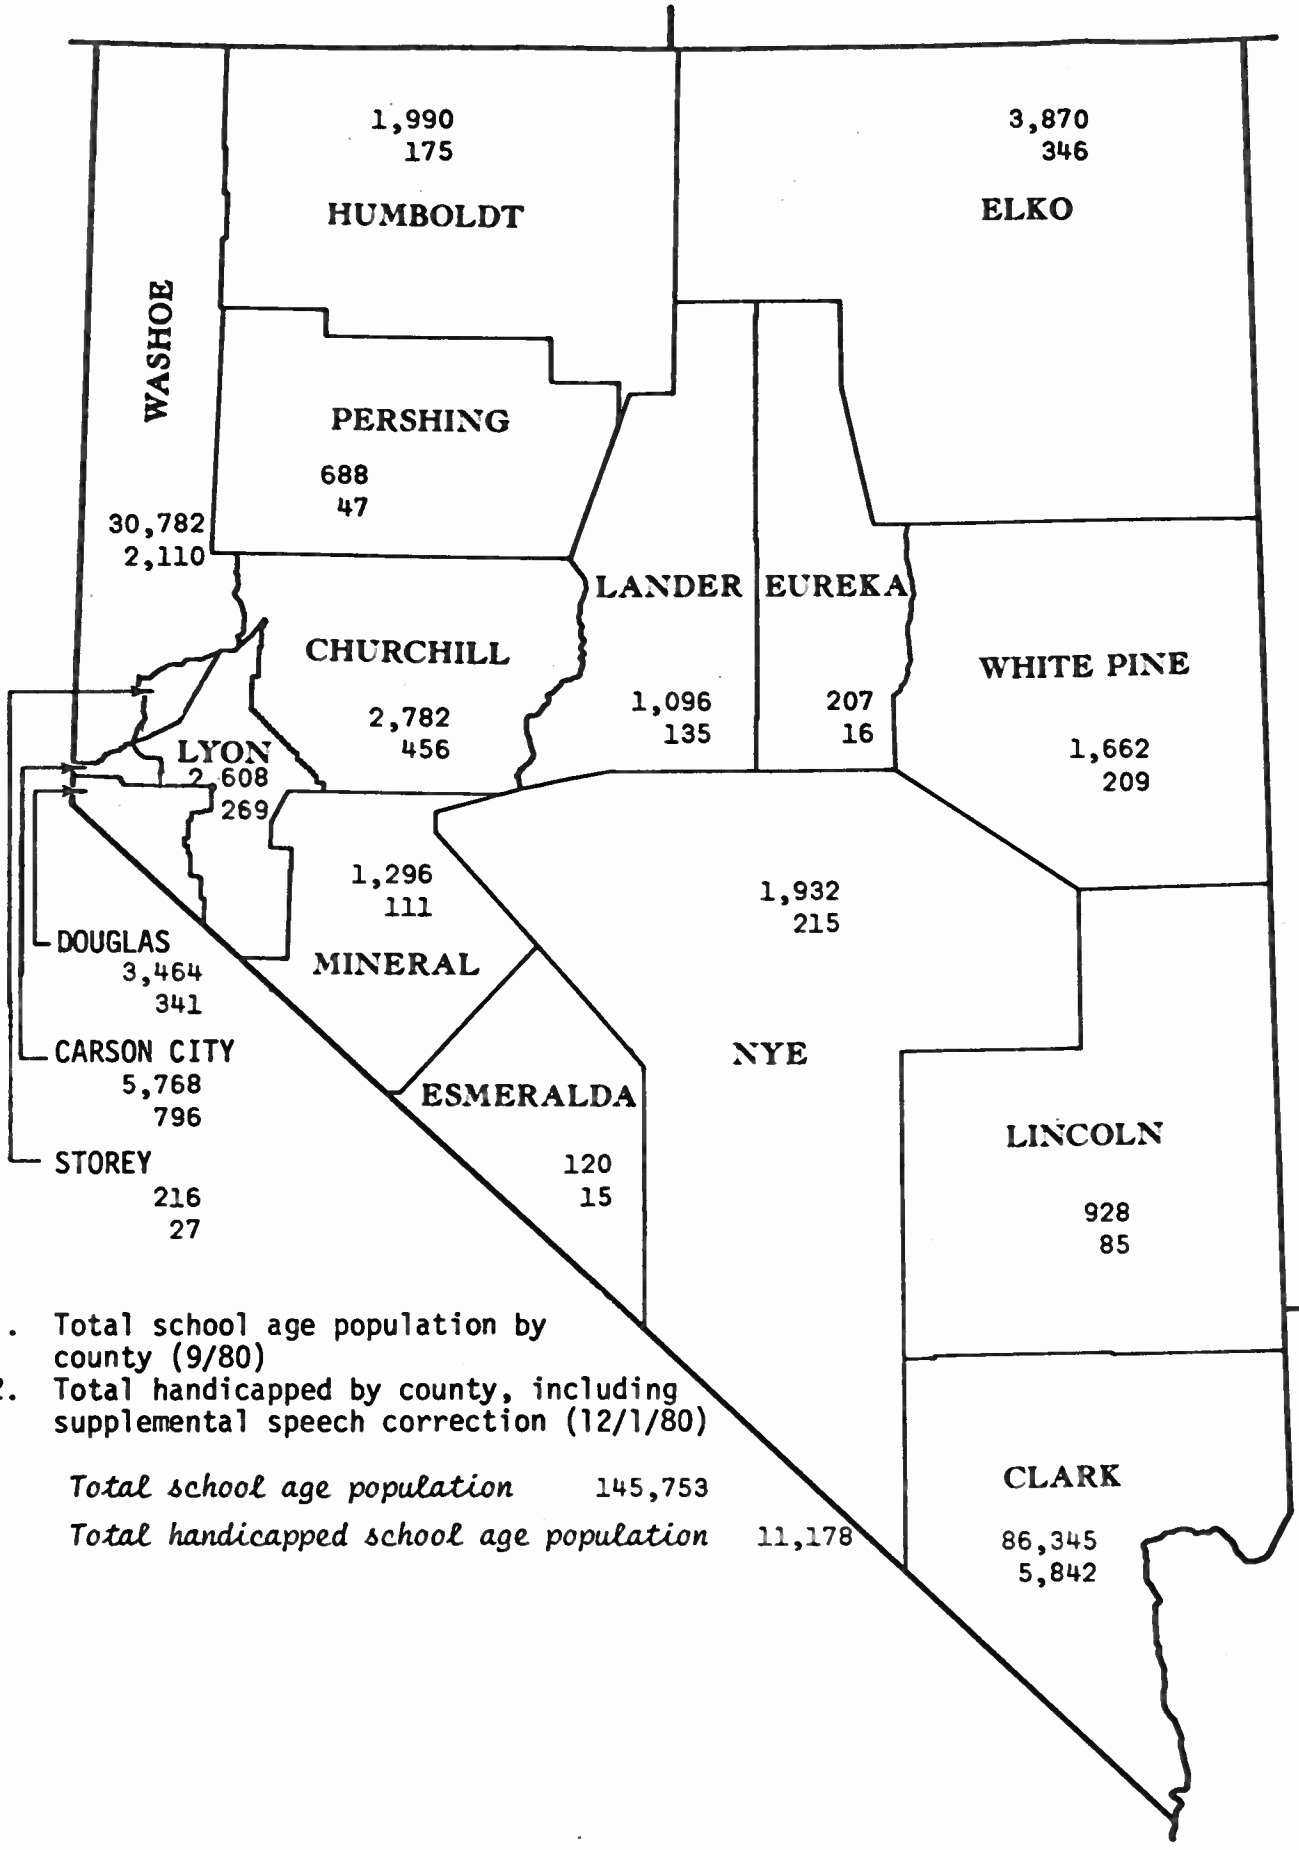 1,990
175
HUMBOLDT
3,870
346
ELKO
WASHOE
30,782
2,110
PERSHING
688
47
LANDER
1,096
135
EUREKA
207
16
CHURCHILL
2,782
456
WHITE PINE
1,662
209
LYON
2,608
269
1,296
111
MINERAL
1,932
215
NYE
DOUGLAS
3,464
341
CARSON CITY
5,768
796
STOREY
216
27
ESMERALDA
120
15
LINCOLN
928
85
. Total school age population by
county (9/80)
2. Total handicapped by county, including
supplemental speech correction (12/1/80)
Total school age population 145,753
Total handicapped school age population 11,178
CLARK
86,345
5,842